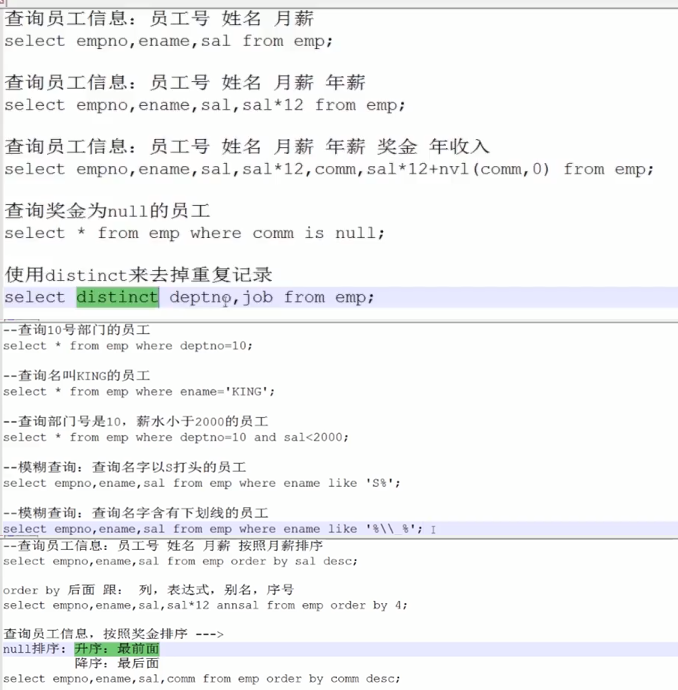 查询员工信息：员工号 姓名 月薪
select empno,ename,sal from emp;
查询员工信息：员工号 姓名 月薪 年薪
select empno,ename,sal,sal*12 from emp;
查询员工信息：员工号 姓名 月薪 年薪 奖金 年收入
select empno,ename,sal,sal*12,comm,sal*12+nvl(comm,0) from emp;
查询奖金为null的员工
select * from emp where comm is null;
使用distinct来去掉重复记录
select distinct deptno,job from emp;
--查询10号部门的员工
select * from emp where deptno=10;
--查询名叫KING的员工
select * from emp where ename='KING';
--查询部门号是10，薪水小于2000的员工
select * from emp where deptno=10 and sal<2000;
--模糊查询：查询名字以S打头的员工
select empno,ename,sal from emp where ename like 'S%';
--模糊查询：查询名字含有下划线的员工
select empno,ename,sal from emp where ename like '%\\ %';
--查询员工信息：员工号 姓名 月薪 按照月薪排序
select empno,ename,sal from emp order by sal desc;
order by 后面 跟： 列，表达式，别名，序号
select empno,ename,sal,sal*12 annsal from emp order by 4;
查询员工信息，按照奖金排序 --->
null排序：升序：最前面
降序：最后面
select empno,ename,sal,comm from emp order by comm desc;